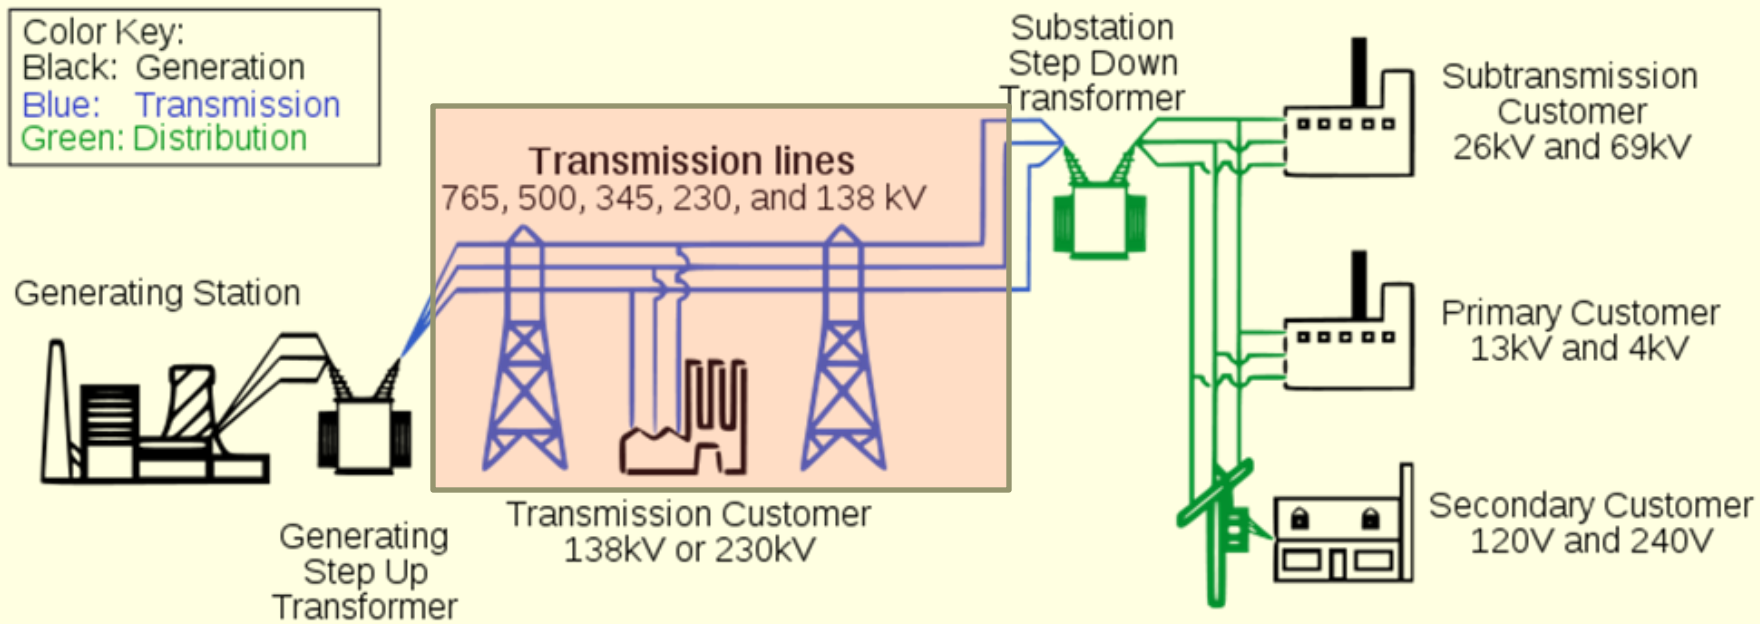 Color Key:
Black: Generation
Blue: Transmission
Green: Distribution
Generating Station
Generating
Step Up
Transformer
Transmission lines
765, 500, 345, 230, and 138 kV
Transmission Customer
138kV or 230kV
Substation
Step Down
Transformer
Subtransmission
Customer
26kV and 69kV
Primary Customer
13kV and 4kV
Secondary Customer
120V and 240V